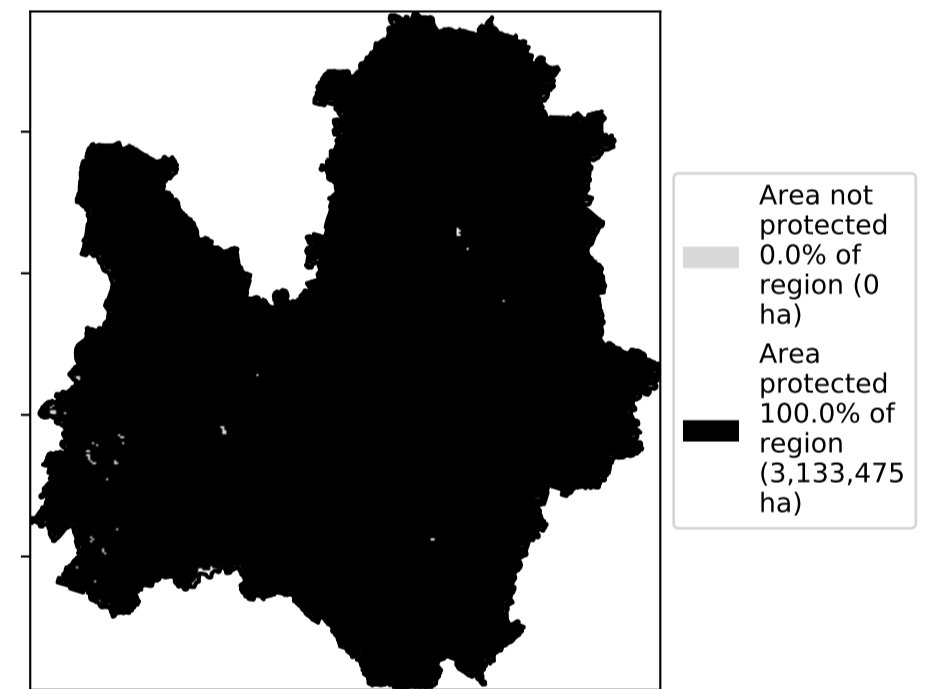 Area not
protected
0.0% of
region (0
ha)
Area
protected
100.0% of
region
(3,133,475
ha)